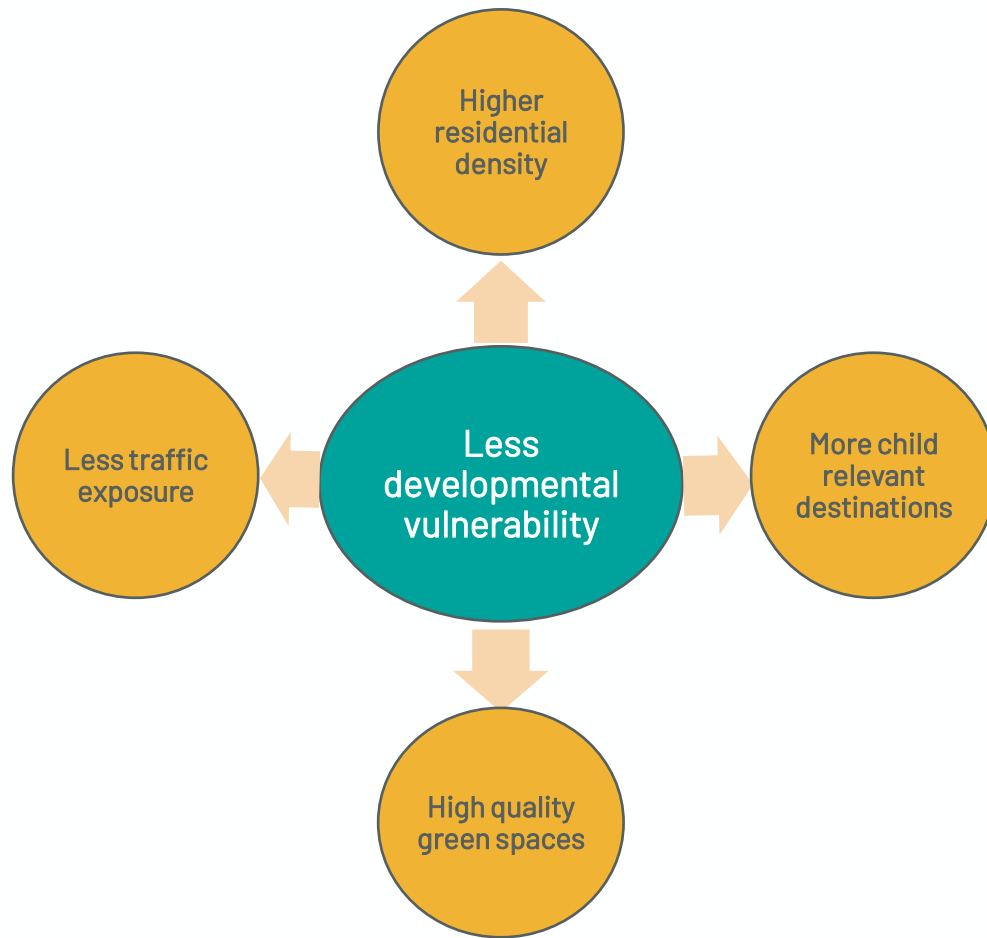 Higher
residential
density
Less traffic
exposure
Less
developmental
vulnerability
More child
relevant
destinations
High quality
green spaces